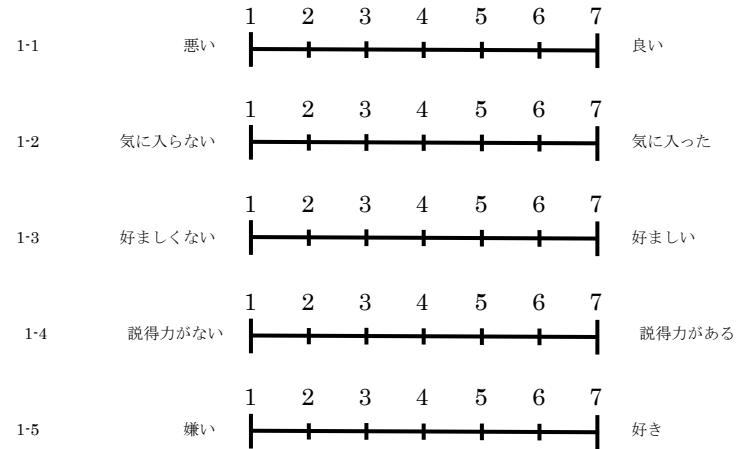 1 2 3 4 5 6 7
1-1 悪い 良い
1 2 3 4 5 6 7
1-2 気に入らない 気に入った
1 2 3 4 5 6 7
1-3 好ましくない 好ましい
1 2 3 4 5 6 7
1-4 説得力がない 説得力がある
1 2 3 4 5 6 7
1-5 嫌い 好き